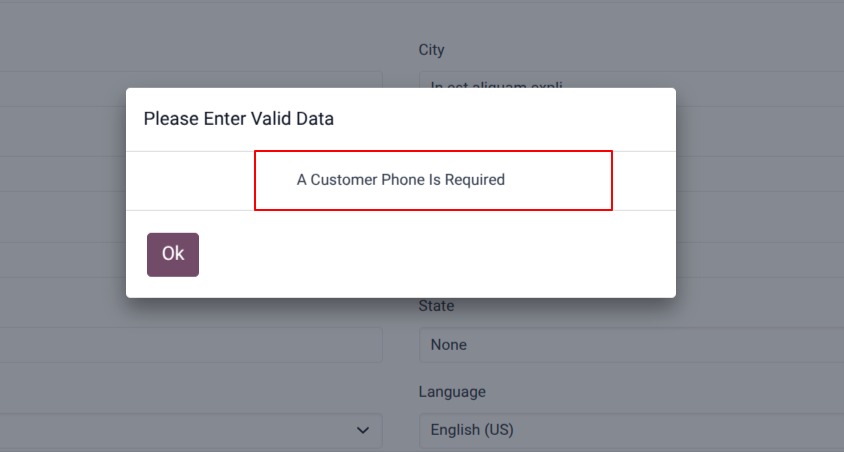 City
In est aliquam expli
Please Enter Valid Data
A Customer Phone Is Required
Ok
State
None
Language
English (US)